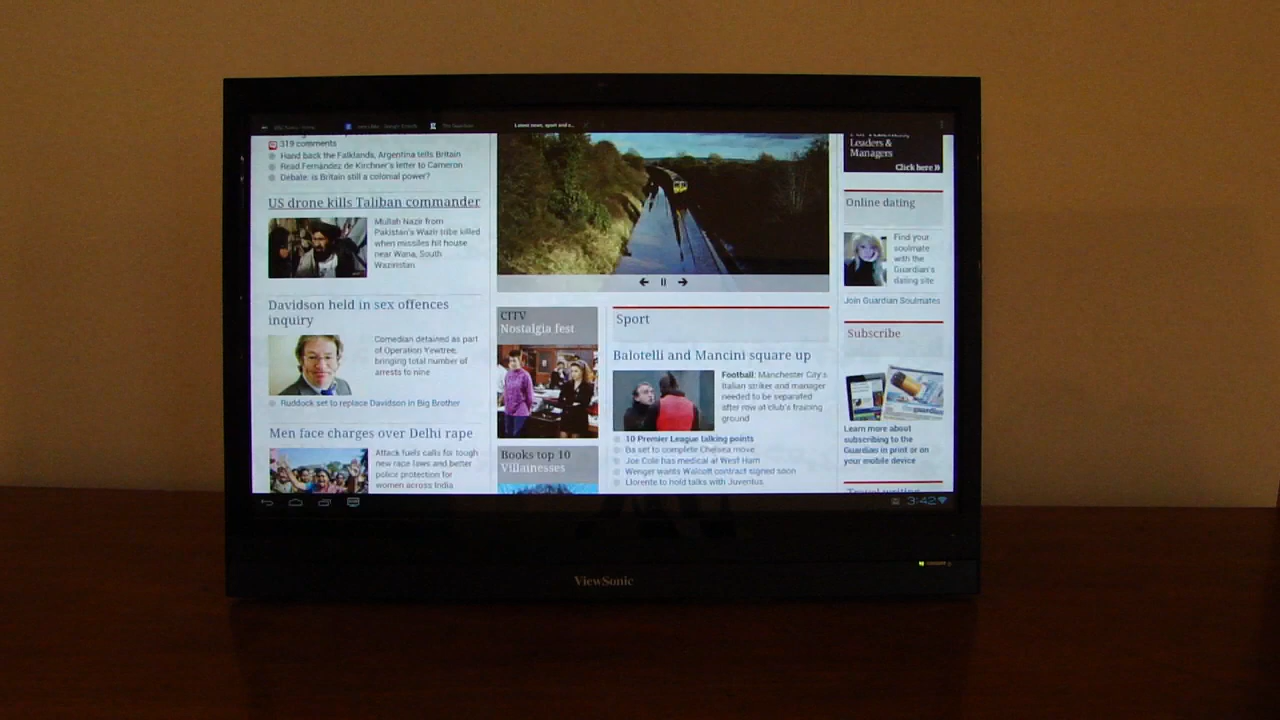 Latest news, sport and c...
319 comments
Hand back the Falklands, Argentina tells Britain
Read Fernández de Kirchner's letter to Cameron
Debate: is Britain still a colonial power?
US drone kills Taliban commander
Mullah Nazir from
Pakistan's Wazir tribe killed
when missiles hit house
near Wana, South
Waziristan
Davidson held in sex offences
inquiry
Comedian detained as part
of Operation Yewtree,
bringing total number of
arrests to nine
Ruddock set to replace Davidson in Big Brother
Men face charges over Delhi rape
Attack fuels calls for tough
new race laws and better
police protection for
women across India
CITV
Nostalgia fest
Books top 10
Villainesses
Sport
Balotelli and Mancini square up
Football: Manchester City's
Italian striker and manager
needed to be separated
after row at club's training
ground
10 Premier League talking points
Ba set to complete Chelsea move
Joe Cole has medical at West Ham
Wenger wants Walcott contract signed soon
Llorente to hold talks with Juventus
Leaders &
Managers
Click here »
Online dating
Find your
soulmate
with the
Guardian's
dating site
Join Guardian Soulmates
Subscribe
Learn more about
subscribing to the
Guardian in print or on
your mobile device
Travel writing
3:42
ViewSonic